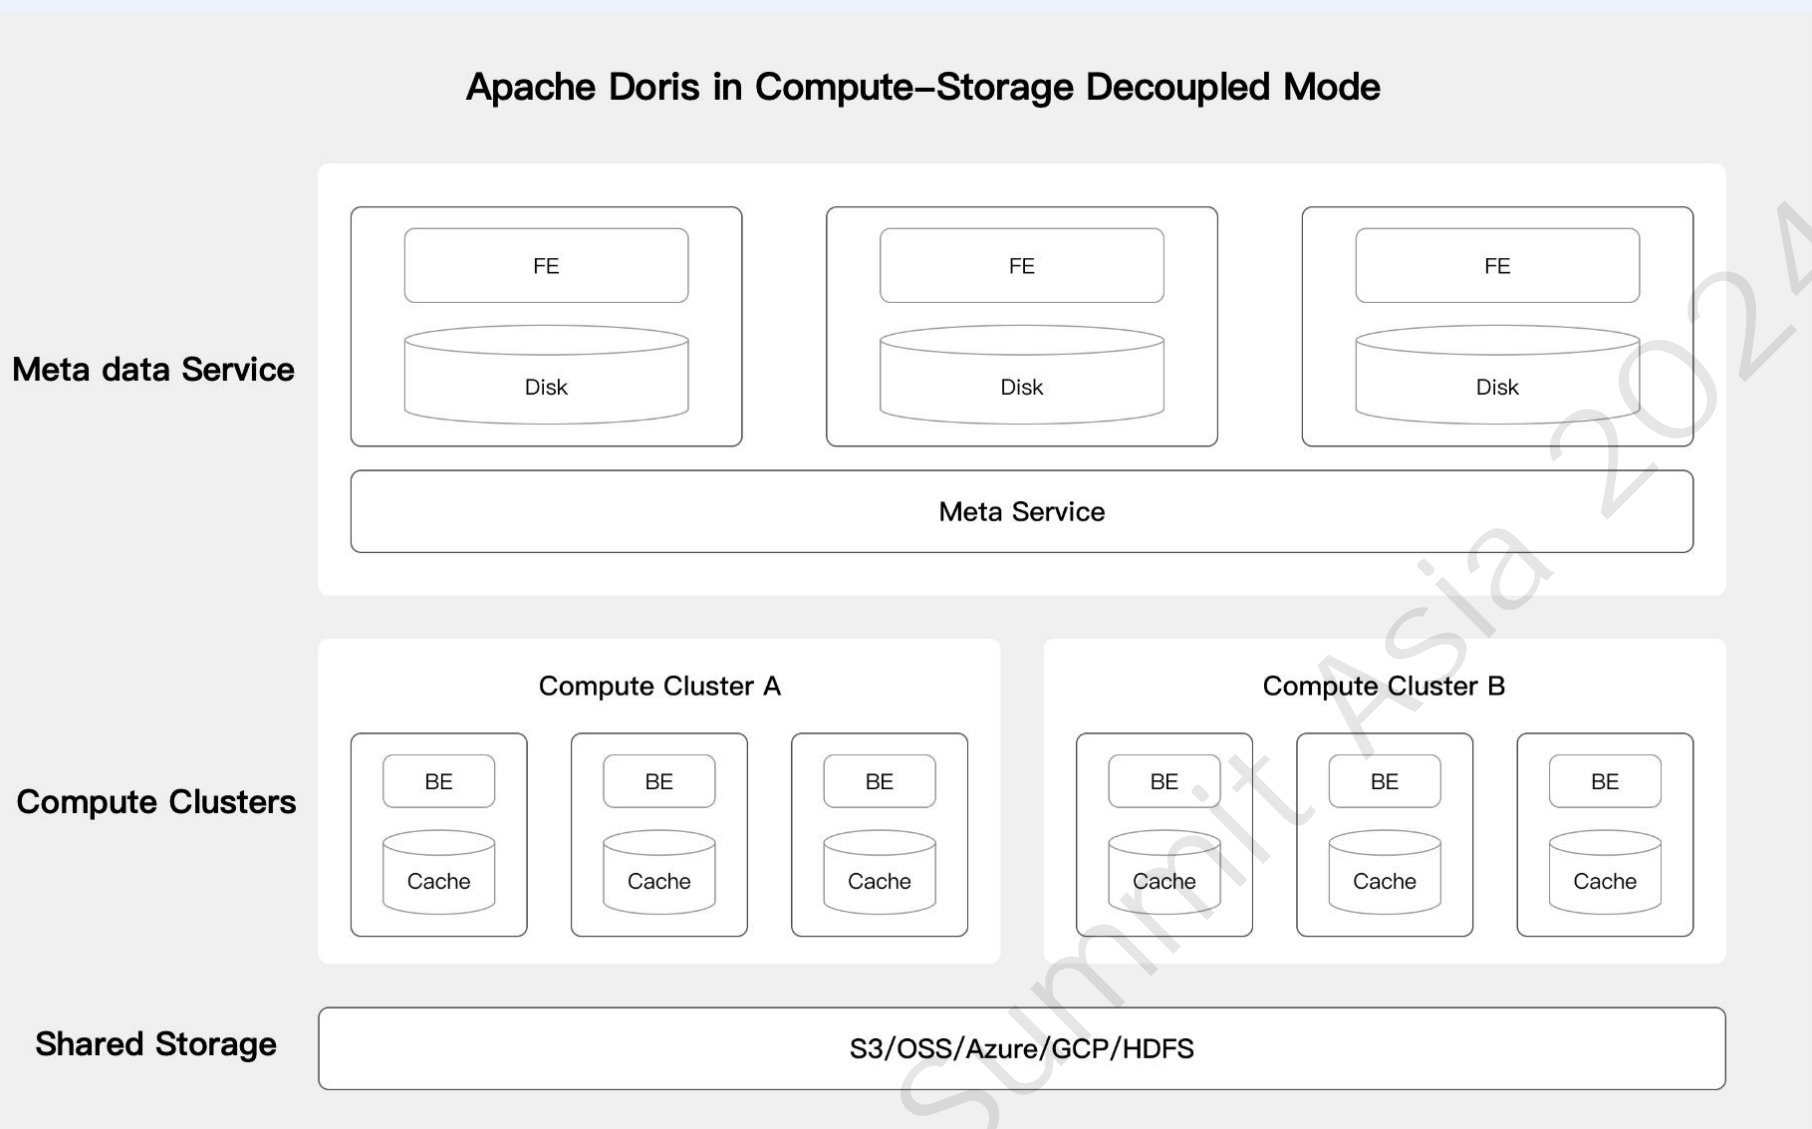 Apache Doris in Compute-Storage Decoupled Mode
Meta data Service
FE
FE
FE
Disk
Disk
Disk
Meta Service
Compute Clusters
Compute Cluster A
BE
BE
BE
Cache
Cache
Cache
Compute Cluster B
BE
BE
BE
Cache
Cache
Cache
Shared Storage
S3/OSS/Azure/GCP/HDFS
Summit Asia 2024